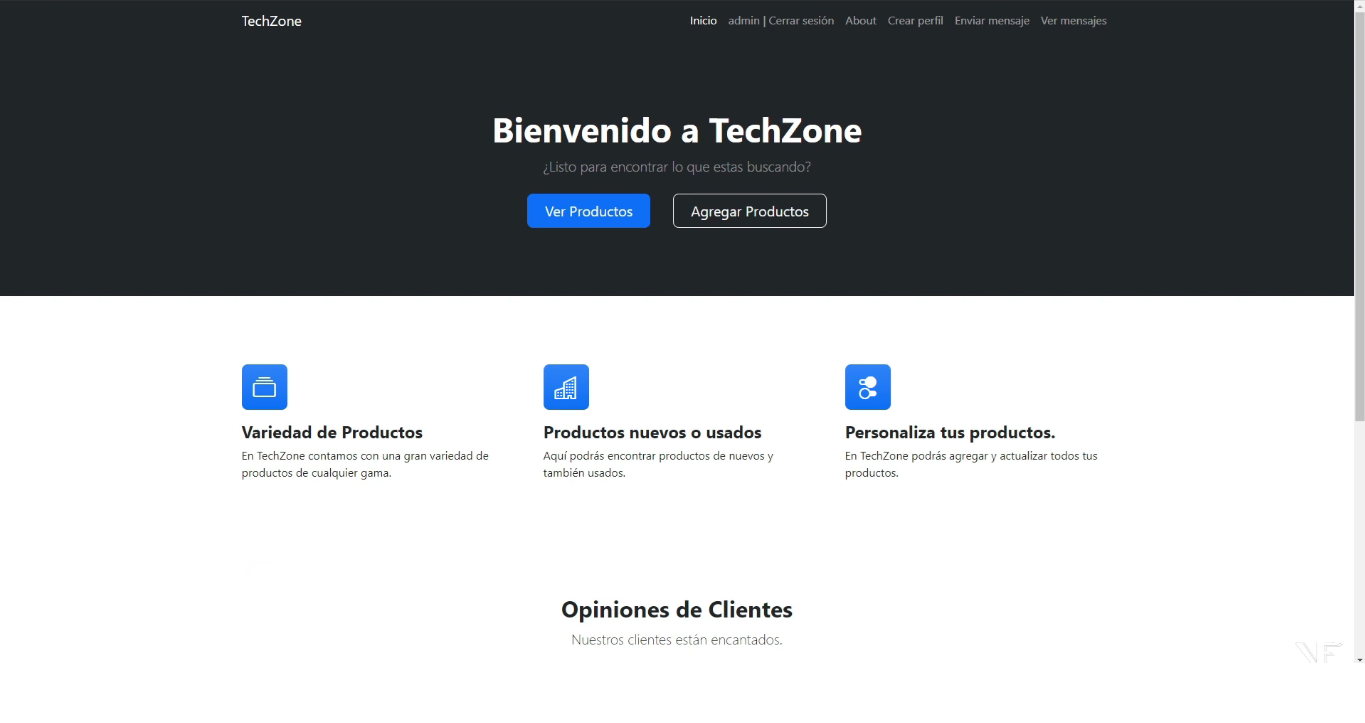 TechZone
Inicio admin | Cerrar sesión About Crear perfil Enviar mensaje Ver mensajes
Bienvenido a TechZone
¿Listo para encontrar lo que estas buscando?
Ver Productos Agregar Productos
Variedad de Productos
En TechZone contamos con una gran variedad de
productos de cualquier gama.
Productos nuevos o usados
Aquí podrás encontrar productos de nuevos y
también usados.
Personaliza tus productos.
En TechZone podrás agregar y actualizar todos tus
productos.
Opiniones de Clientes
Nuestros clientes están encantados.